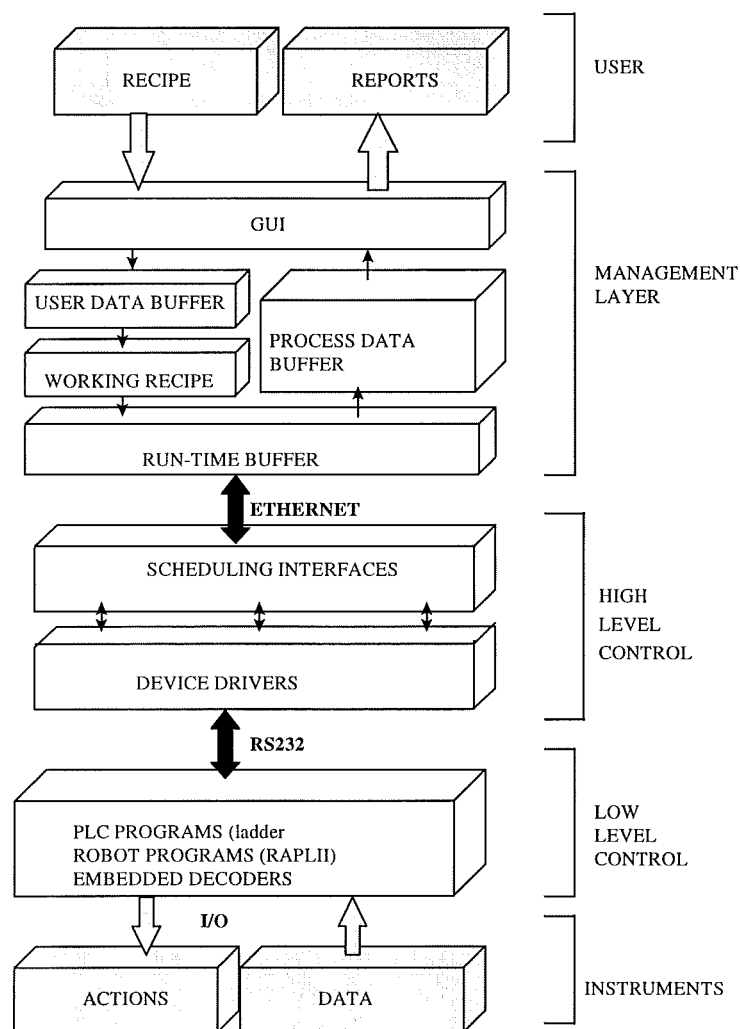 RECIPE
REPORTS
USER
GUI
USER DATA BUFFER
PROCESS DATA
BUFFER
WORKING RECIPE
RUN-TIME BUFFER
MANAGEMENT
LAYER
ETHERNET
SCHEDULING INTERFACES
DEVICE DRIVERS
HIGH
LEVEL
CONTROL
RS232
PLC PROGRAMS (ladder
ROBOT PROGRAMS (RAPLII)
EMBEDDED DECODERS
LOW
LEVEL
CONTROL
I/O
ACTIONS
DATA
INSTRUMENTS